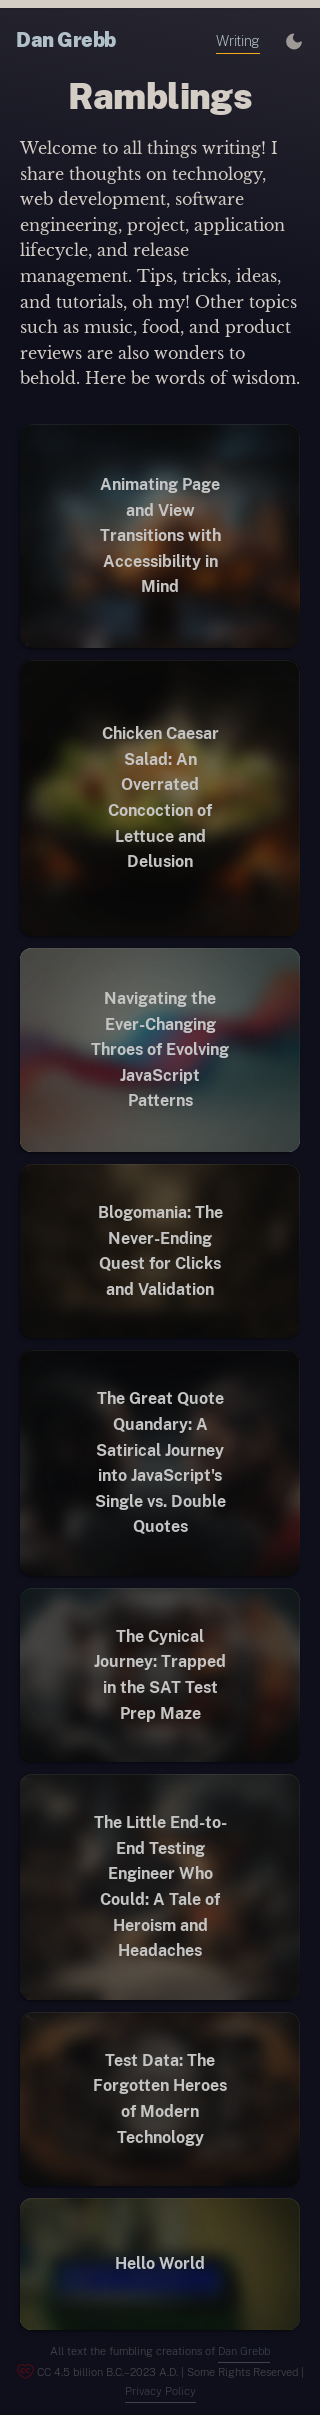 Dan Grebb
Writing
Ramblings
Welcome to all things writing! I
share thoughts on technology,
web development, software
engineering, project, application
lifecycle, and release
management. Tips, tricks, ideas,
and tutorials, oh my! Other topics
such as music, food, and product
reviews are also wonders to
behold. Here be words of wisdom.
Animating Page
and View
Transitions with
Accessibility in
Mind
Chicken Caesar
Salad: An
Overrated
Concoction of
Lettuce and
Delusion
Navigating the
Ever-Changing
Throes of Evolving
JavaScript
Patterns
Blogomania: The
Never-Ending
Quest for Clicks
and Validation
The Great Quote
Quandary: A
Satirical Journey
into JavaScript's
Single vs. Double
Quotes
The Cynical
Journey: Trapped
in the SAT Test
Prep Maze
The Little End-to-
End Testing
Engineer Who
Could: A Tale of
Heroism and
Headaches
Test Data: The
Forgotten Heroes
of Modern
Technology
Hello World
All text the fumbling creations of Dan Grebb
CC 4.5 billion B.C.–2023 A.D. | Some Rights Reserved |
Privacy Policy